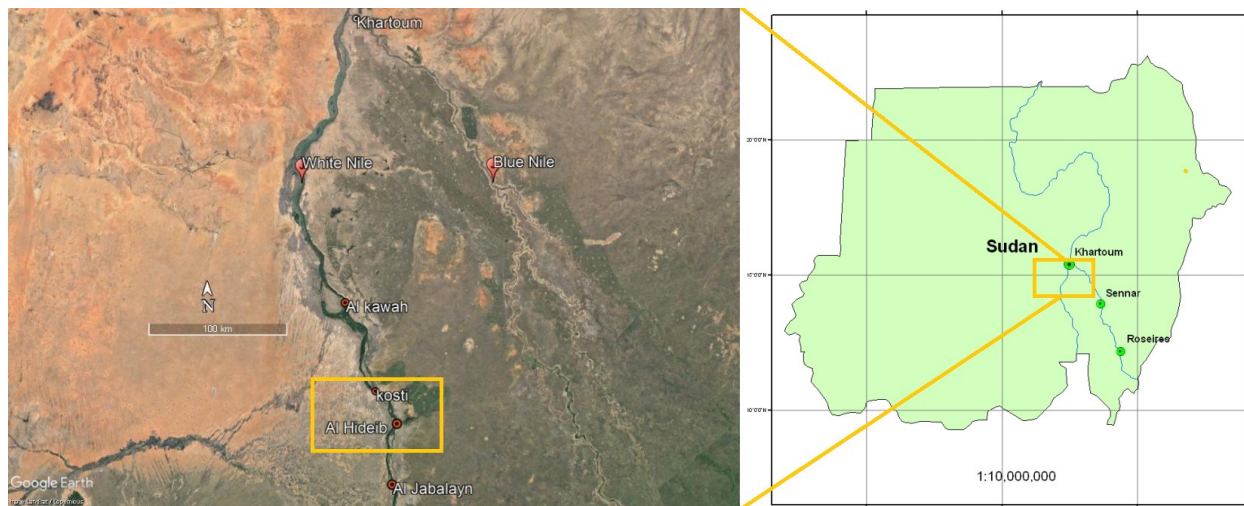 Khartoum
White Nile
Blue Nile
Al kawah
N
100 km
kosti
Al Hideib
Al Jabalayn
Google Earth
Sudan
Khartoum
Sennar
Roseires
1:10,000,000